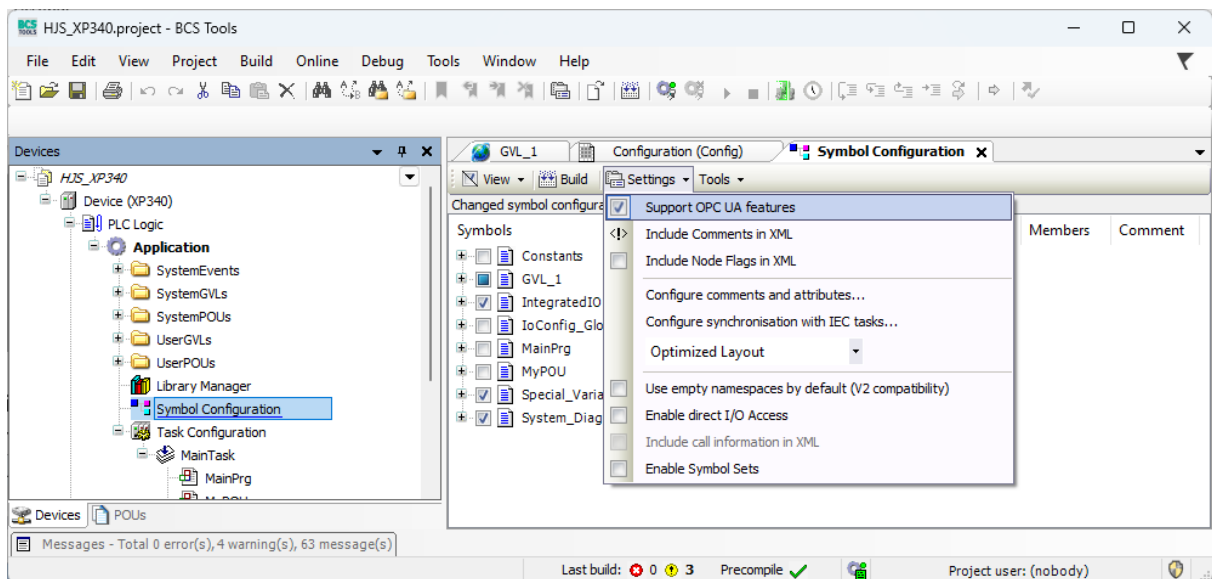 BCS TOOLS HJS_XP340.project - BCS Tools
File Edit View Project Build Online Debug Tools Window Help
Devices
HJS_XP340
Device (XP340)
PLC Logic
Application
SystemEvents
SystemGVLs
SystemPOUs
UserGVLs
UserPOUs
Library Manager
Symbol Configuration
Task Configuration
MainTask
MainPrg
Devices POUs
GVL_1 Configuration (Config) Symbol Configuration
View Build Settings Tools
Changed symbol configura
Symbols Members Comment
Constants
GVL_1
IntegratedIO
IoConfig_Glo
MainPrg
MyPOU
Special_Varia
System_Diag
Support OPC UA features
Include Comments in XML
Include Node Flags in XML
Configure comments and attributes...
Configure synchronisation with IEC tasks...
Optimized Layout
Use empty namespaces by default (V2 compatibility)
Enable direct I/O Access
Include call information in XML
Enable Symbol Sets
Messages - Total 0 error(s), 4 warning(s), 63 message(s)
Last build: 0 3 Precompile Project user: (nobody)